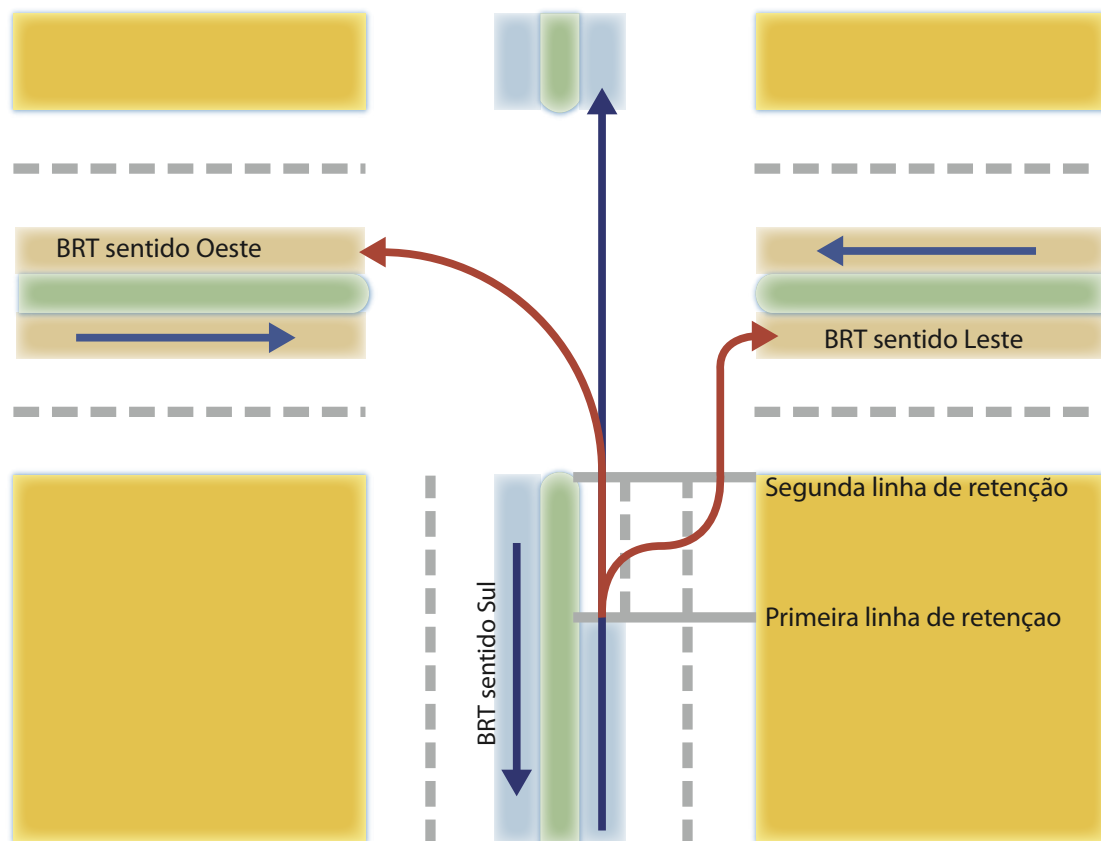 BRT sentido Oeste
BRT sentido Leste
Segunda linha de retenção
Primeira linha de retençao
BRT sentido Sul